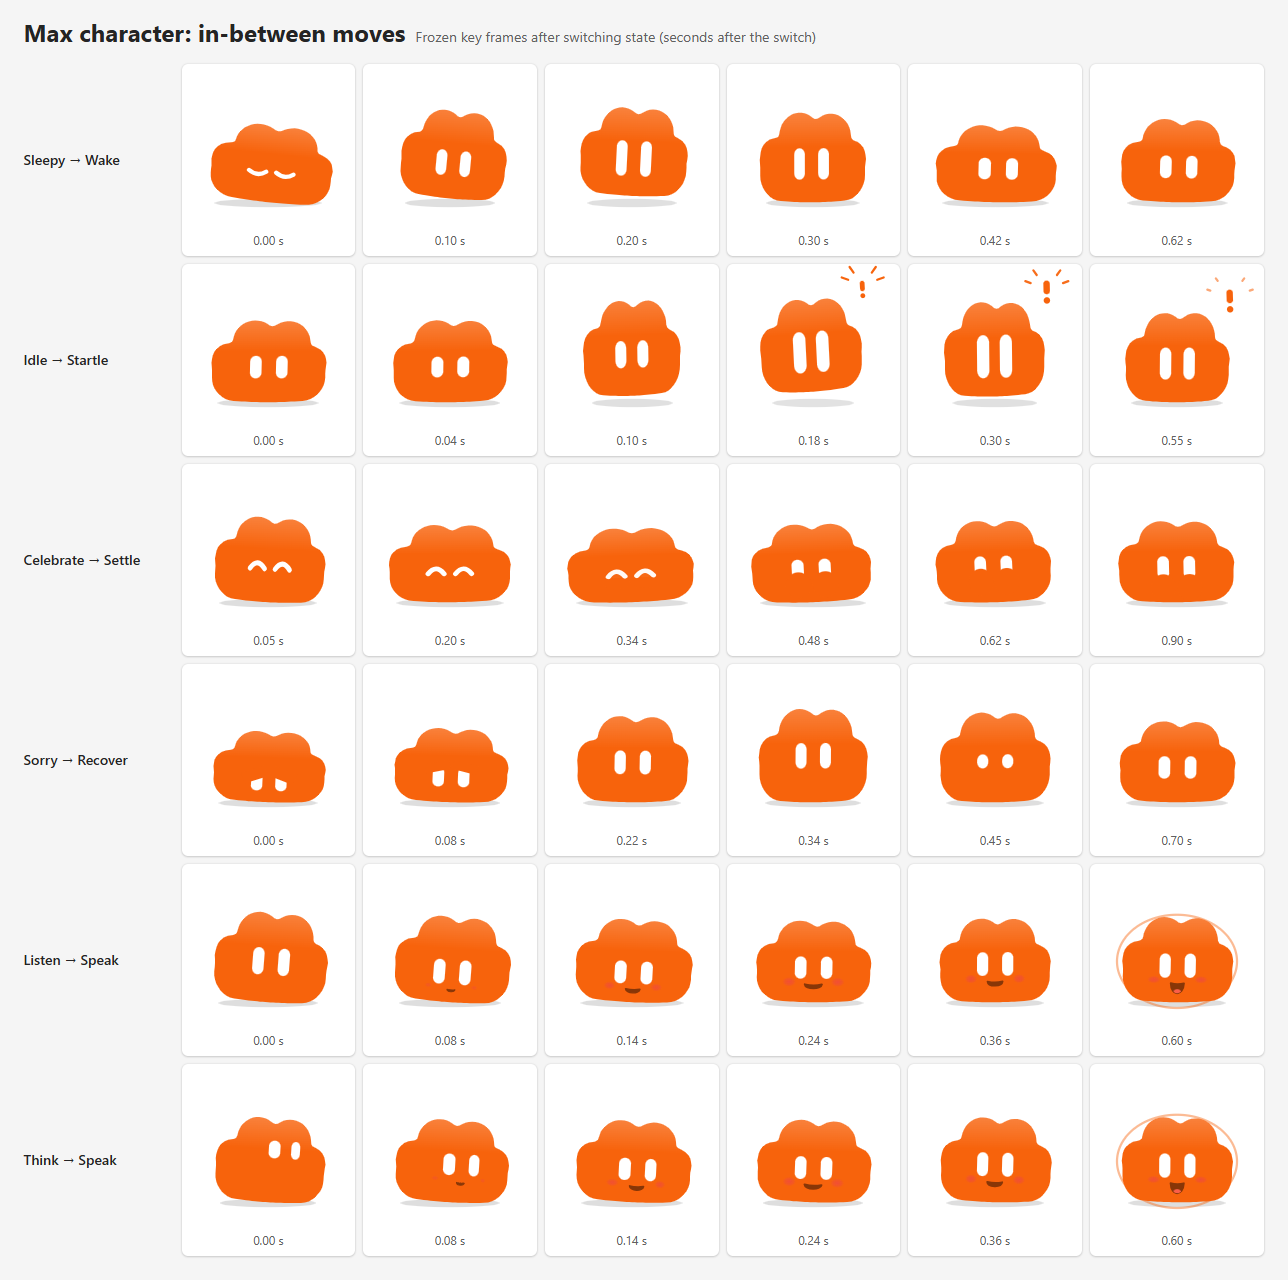 Max character: in-between moves Frozen key frames after switching state (seconds after the switch)
Sleepy → Wake
0.00 s 0.10 s 0.20 s 0.30 s 0.42 s 0.62 s
Idle → Startle
0.00 s 0.04 s 0.10 s 0.18 s 0.30 s 0.55 s
Celebrate → Settle
0.05 s 0.20 s 0.34 s 0.48 s 0.62 s 0.90 s
Sorry → Recover
0.00 s 0.08 s 0.22 s 0.34 s 0.45 s 0.70 s
Listen → Speak
0.00 s 0.08 s 0.14 s 0.24 s 0.36 s 0.60 s
Think → Speak
0.00 s 0.08 s 0.14 s 0.24 s 0.36 s 0.60 s